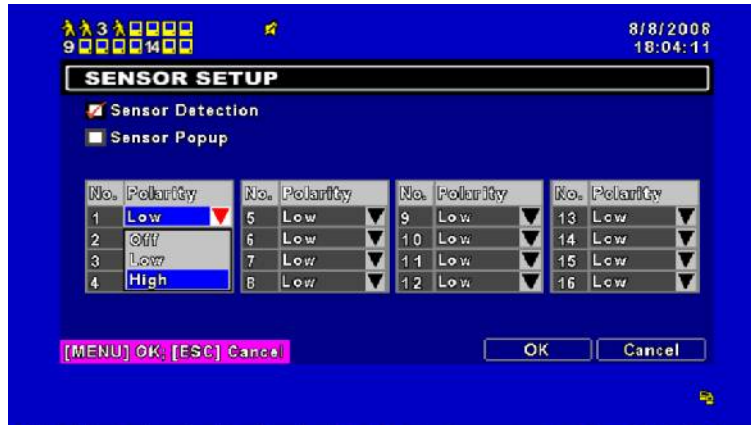 3 8/8/2008
9 14 18:04:11
SENSOR SETUP
Sensor Detection
Sensor Popup
No. Polarity No. Polarity No. Polarity No. Polarity
1 Low 5 Low 9 Low 13 Low
2 Off 6 Low 10 Low 14 Low
3 Low 7 Low 11 Low 15 Low
4 High 8 Low 12 Low 16 Low
[MENU] OK; [ESC] Cancel OK Cancel